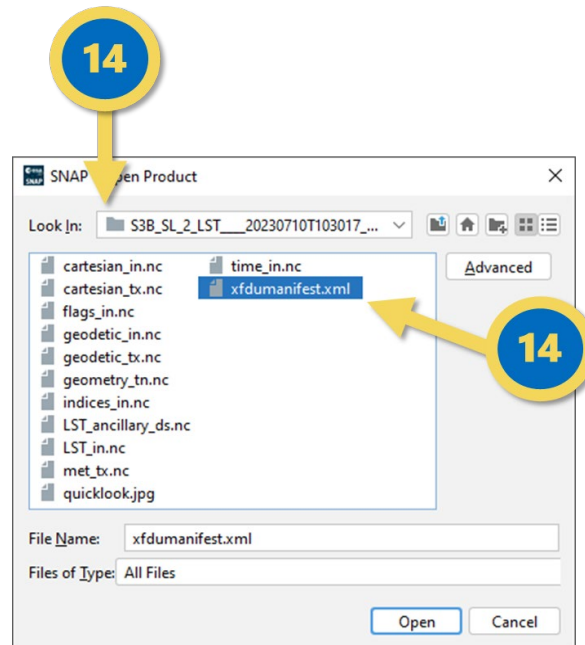 14
SNAP - Open Product
Look In: S3B_SL_2_LST____20230710T103017_...
cartesian_in.nc
cartesian_tx.nc
flags_in.nc
geodetic_in.nc
geodetic_tx.nc
geometry_tn.nc
indices_in.nc
LST_ancillary_ds.nc
LST_in.nc
met_tx.nc
quicklook.jpg
time_in.nc
xfdumanifest.xml
Advanced
14
File Name: xfdumanifest.xml
Files of Type: All Files
Open Cancel